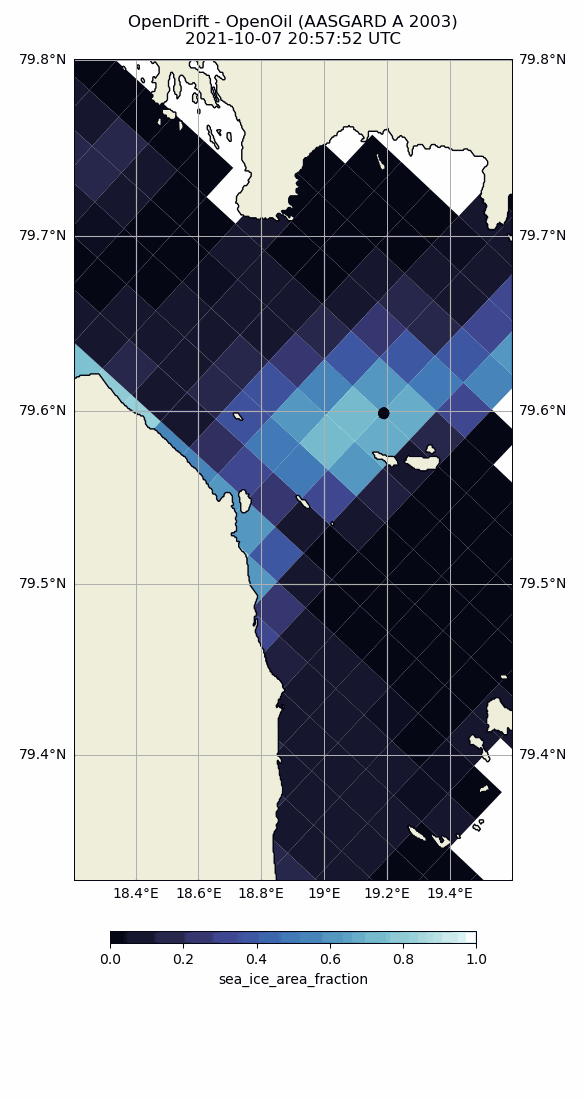 OpenDrift - OpenOil (AASGARD A 2003)
2021-10-07 20:57:52 UTC
79.8°N 79.8°N
79.7°N 79.7°N
79.6°N 79.6°N
79.5°N 79.5°N
79.4°N 79.4°N
18.4°E 18.6°E 18.8°E 19°E 19.2°E 19.4°E
0.0 0.2 0.4 0.6 0.8 1.0
sea_ice_area_fraction